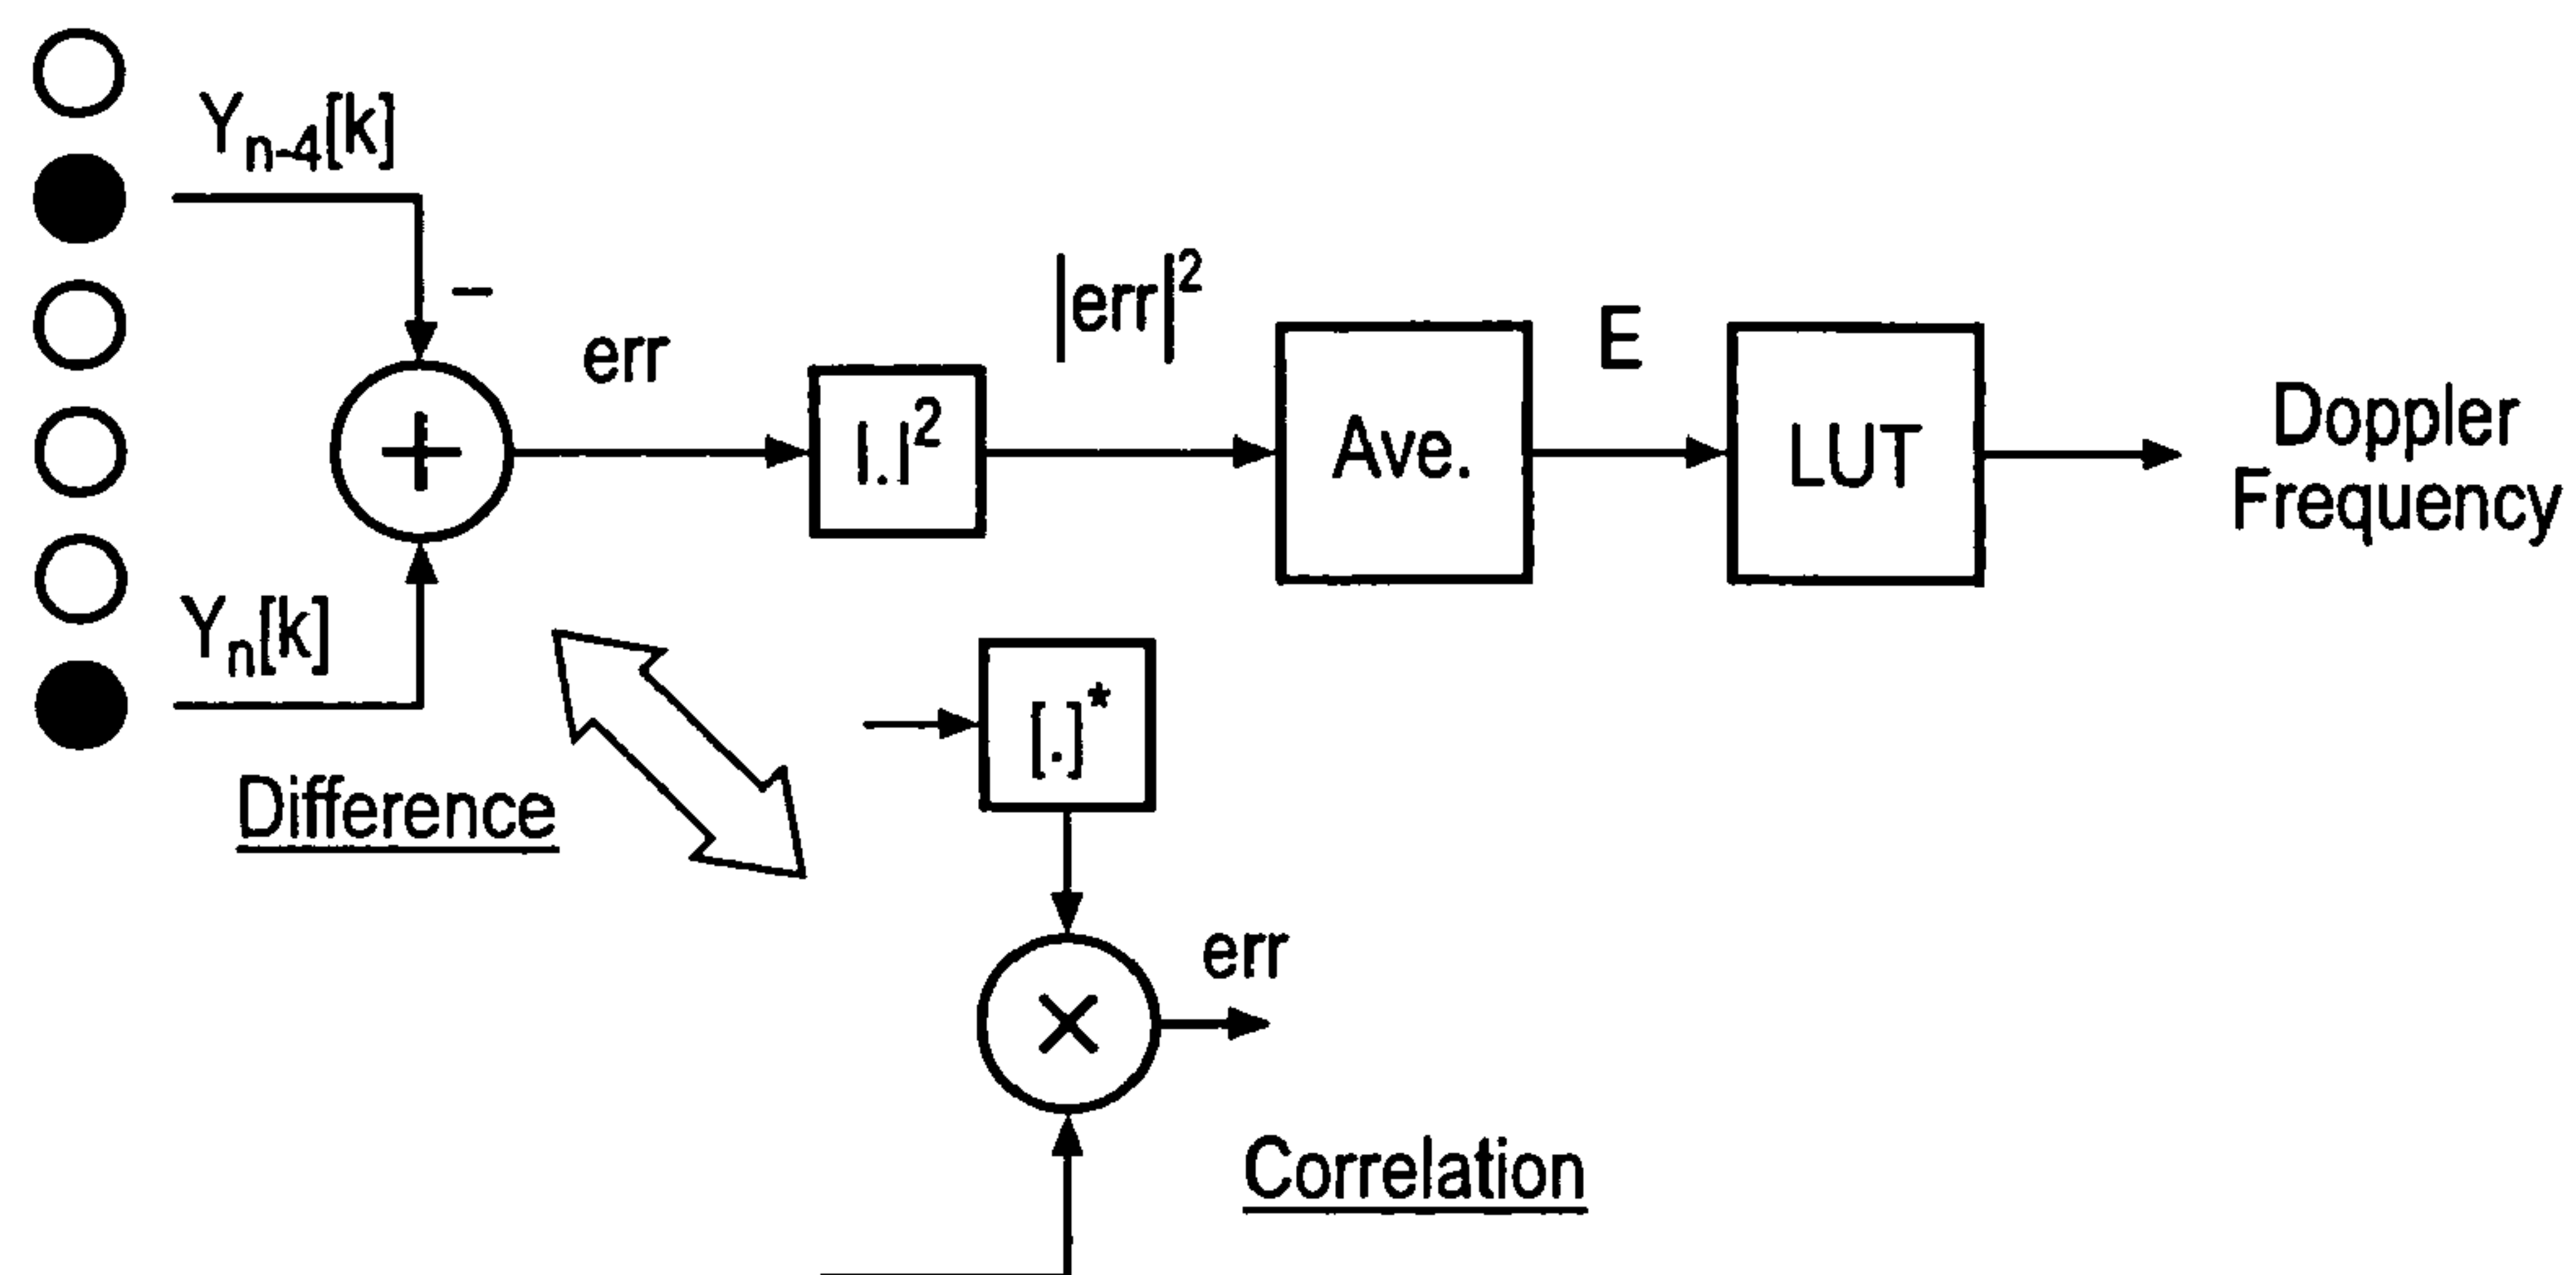 Yn-4[k]
−
err
+
|.|²
|err|²
Ave.
E
LUT
Doppler
Frequency
Yn[k]
Difference
[.]*
×
err
Correlation